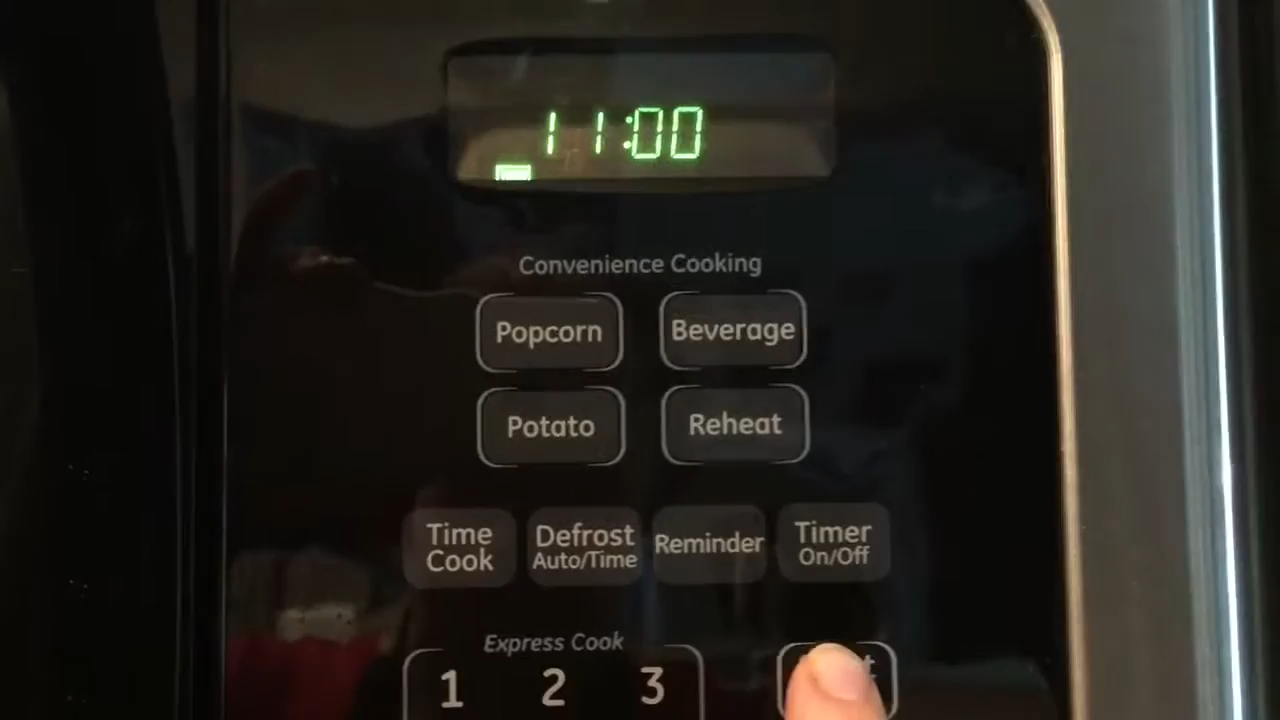 11:00
Convenience Cooking
Popcorn Beverage
Potato Reheat
Time Cook
Defrost Auto/Time
Reminder
Timer On/Off
Express Cook
1 2 3